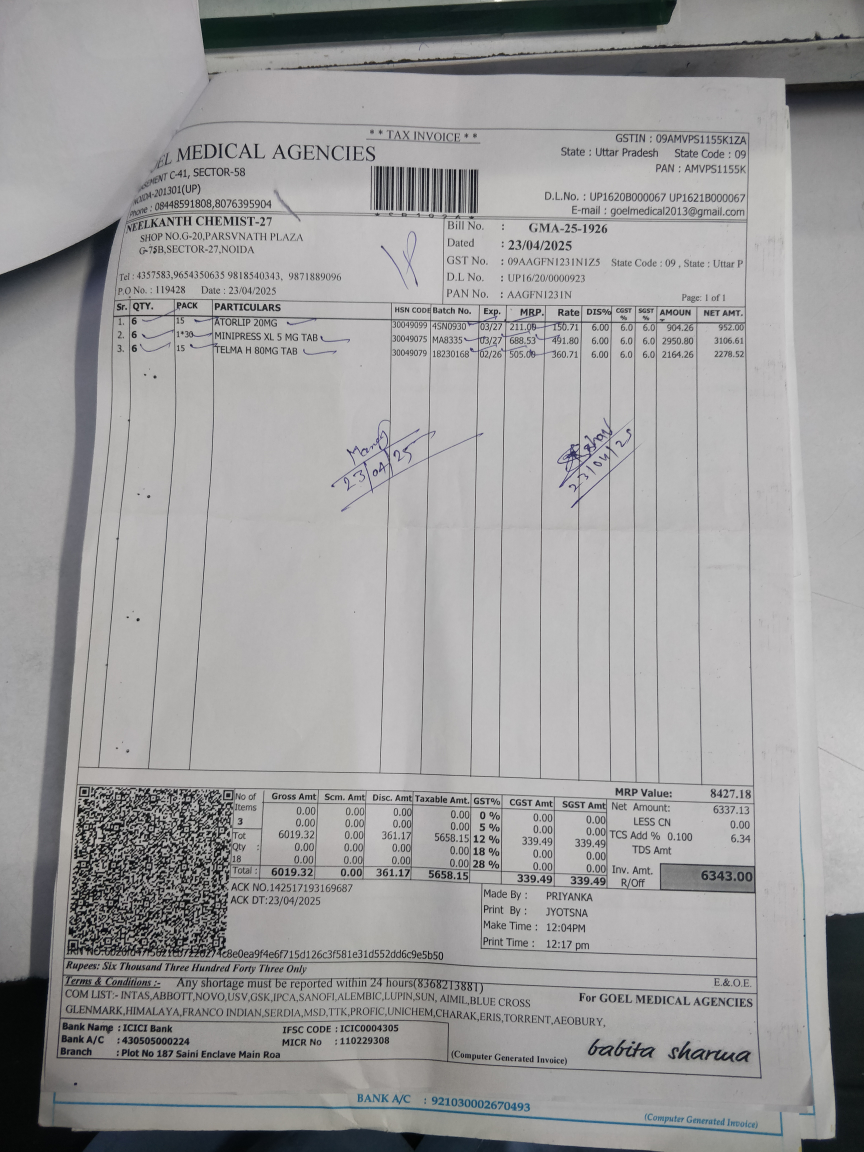 * * TAX INVOICE * *
GSTIN : 09AMVPS1155K1ZA
State : Uttar Pradesh State Code : 09
PAN : AMVPS1155K
D.L.No. : UP1620B000067 UP1621B000067
E-mail : goelmedical2013@gmail.com
EL MEDICAL AGENCIES
C-41, SECTOR-58
NOIDA-201301(UP)
Phone : 08448591808,8076395904
NEELKANTH CHEMIST-27
SHOP NO.G-20,PARSVNATH PLAZA
G-75B,SECTOR-27,NOIDA
Tel : 4357583,9654350635 9818540343, 9871889096
P.O No. : 119428 Date : 23/04/2025
Bill No. : GMA-25-1926
Dated : 23/04/2025
GST No. : 09AAGFN1231N1Z5 State Code : 09 , State : Uttar P
D.L No. : UP16/20/0000923
PAN No. : AAGFN1231N
Page: 1 of 1
Sr. QTY. PACK PARTICULARS HSN CODE Batch No. Exp. MRP. Rate DIS% CGST % SGST % AMOUN NET AMT.
1. 6 15 ATORLIP 20MG 30049099 4SN0930 03/27 211.00 150.71 6.00 6.0 6.0 904.26 952.00
2. 6 1*30 MINIPRESS XL 5 MG TAB 30049075 MA8335 03/27 688.53 491.80 6.00 6.0 6.0 2950.80 3106.61
3. 6 15 TELMA H 80MG TAB 30049079 18230168 02/26 505.00 360.71 6.00 6.0 6.0 2164.26 2278.52
23/04/25
23/04/25
No of Items 3
Tot Qty : 18
Gross Amt Scm. Amt Disc. Amt Taxable Amt. GST% CGST Amt SGST Amt
0.00 0.00 0.00 0.00 0 % 0.00 0.00
0.00 0.00 0.00 0.00 5 % 0.00 0.00
6019.32 0.00 361.17 5658.15 12 % 339.49 339.49
0.00 0.00 0.00 0.00 18 % 0.00 0.00
0.00 0.00 0.00 0.00 28 % 0.00 0.00
Total : 6019.32 0.00 361.17 5658.15 339.49 339.49
MRP Value: 8427.18
Net Amount: 6337.13
LESS CN 0.00
TCS Add % 0.100 6.34
TDS Amt
Inv. Amt. R/Off 6343.00
ACK NO.142517193169687
ACK DT:23/04/2025
Made By : PRIYANKA
Print By : JYOTSNA
Make Time : 12:04PM
Print Time : 12:17 pm
Rupees: Six Thousand Three Hundred Forty Three Only
Terms & Conditions :- Any shortage must be reported within 24 hours(8368213881) E.&.O.E.
COM LIST:- INTAS,ABBOTT,NOVO,USV,GSK,IPCA,SANOFI,ALEMBIC,LUPIN,SUN, AIMIL,BLUE CROSS
GLENMARK,HIMALAYA,FRANCO INDIAN,SERDIA,MSD,TTK,PROFIC,UNICHEM,CHARAK,ERIS,TORRENT,AEOBURY,
For GOEL MEDICAL AGENCIES
Bank Name : ICICI Bank IFSC CODE : ICIC0004305
Bank A/C : 430505000224 MICR No : 110229308
Branch : Plot No 187 Saini Enclave Main Roa
(Computer Generated Invoice)
babita sharma
BANK A/C : 921030002670493
(Computer Generated Invoice)